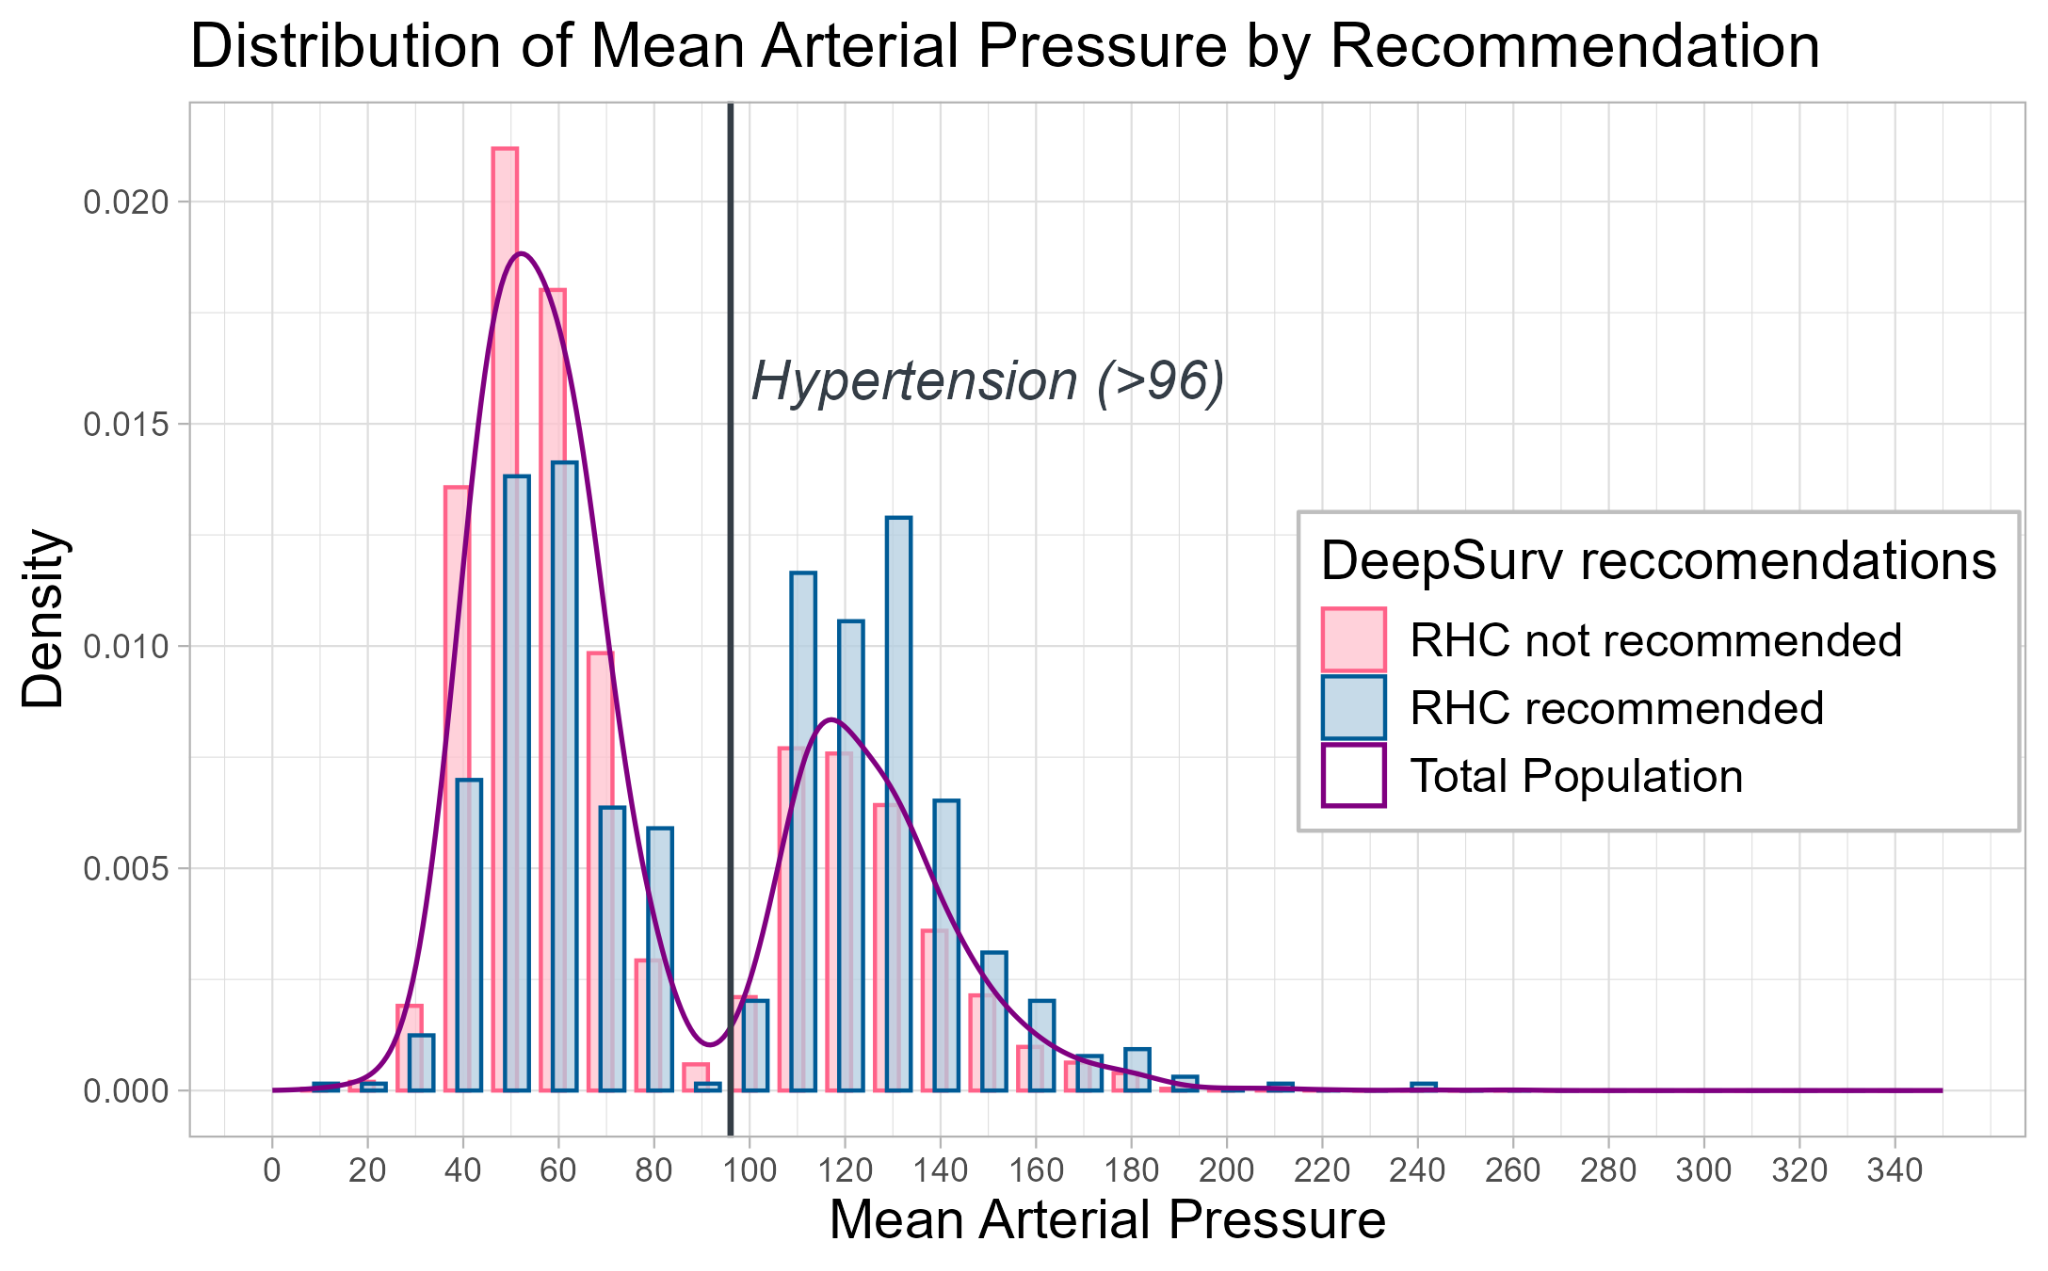 Distribution of Mean Arterial Pressure by Recommendation
0.020
0.015
0.010
0.005
0.000
Density
Hypertension (>96)
DeepSurv reccomendations
RHC not recommended
RHC recommended
Total Population
0 20 40 60 80 100 120 140 160 180 200 220 240 260 280 300 320 340
Mean Arterial Pressure